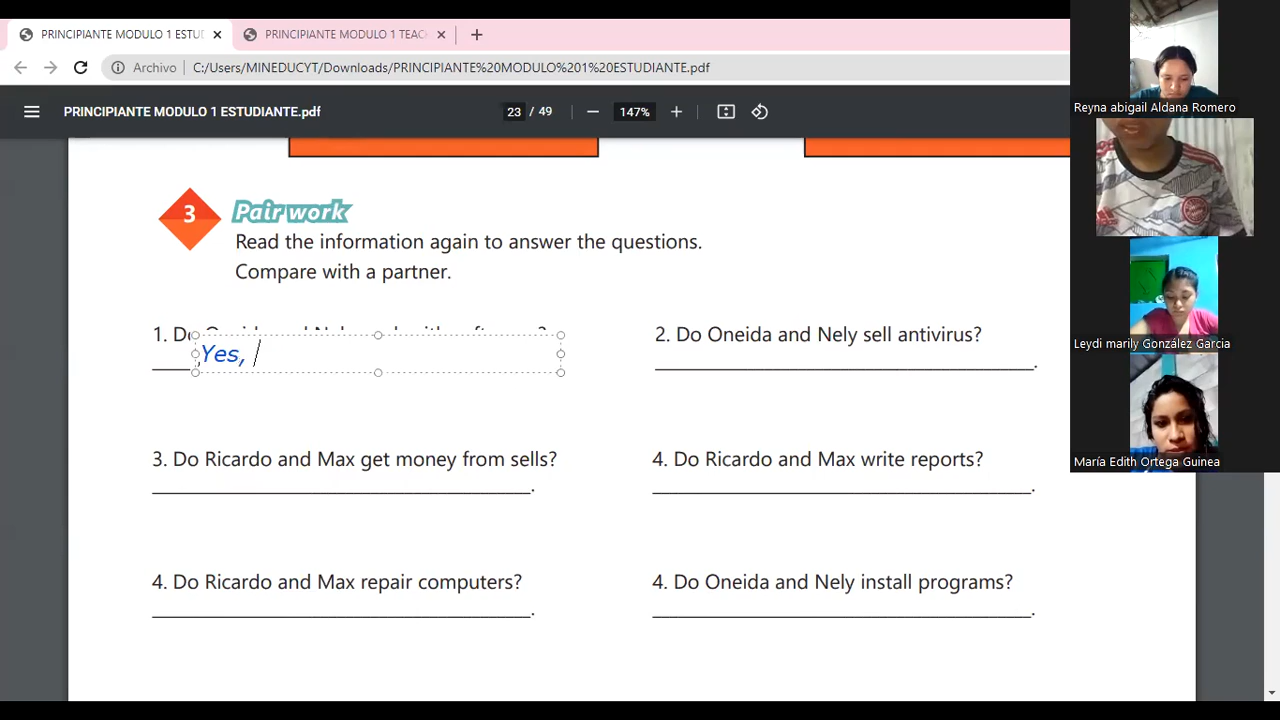 PRINCIPIANTE MODULO 1 ESTUD
PRINCIPIANTE MODULO 1 TEAC
Archivo
C:/Users/MINEDUCYT/Downloads/PRINCIPIANTE%20MODULO%201%20ESTUDIANTE.pdf
PRINCIPIANTE MODULO 1 ESTUDIANTE.pdf
23 / 49
147%
Reyna abigail Aldana Romero
3
Pair work
Read the information again to answer the questions.
Compare with a partner.
1. Do
2. Do Oneida and Nely sell antivirus?
Yes,
Leydi marily González Garcia
3. Do Ricardo and Max get money from sells?
4. Do Ricardo and Max write reports?
María Edith Ortega Guinea
4. Do Ricardo and Max repair computers?
4. Do Oneida and Nely install programs?